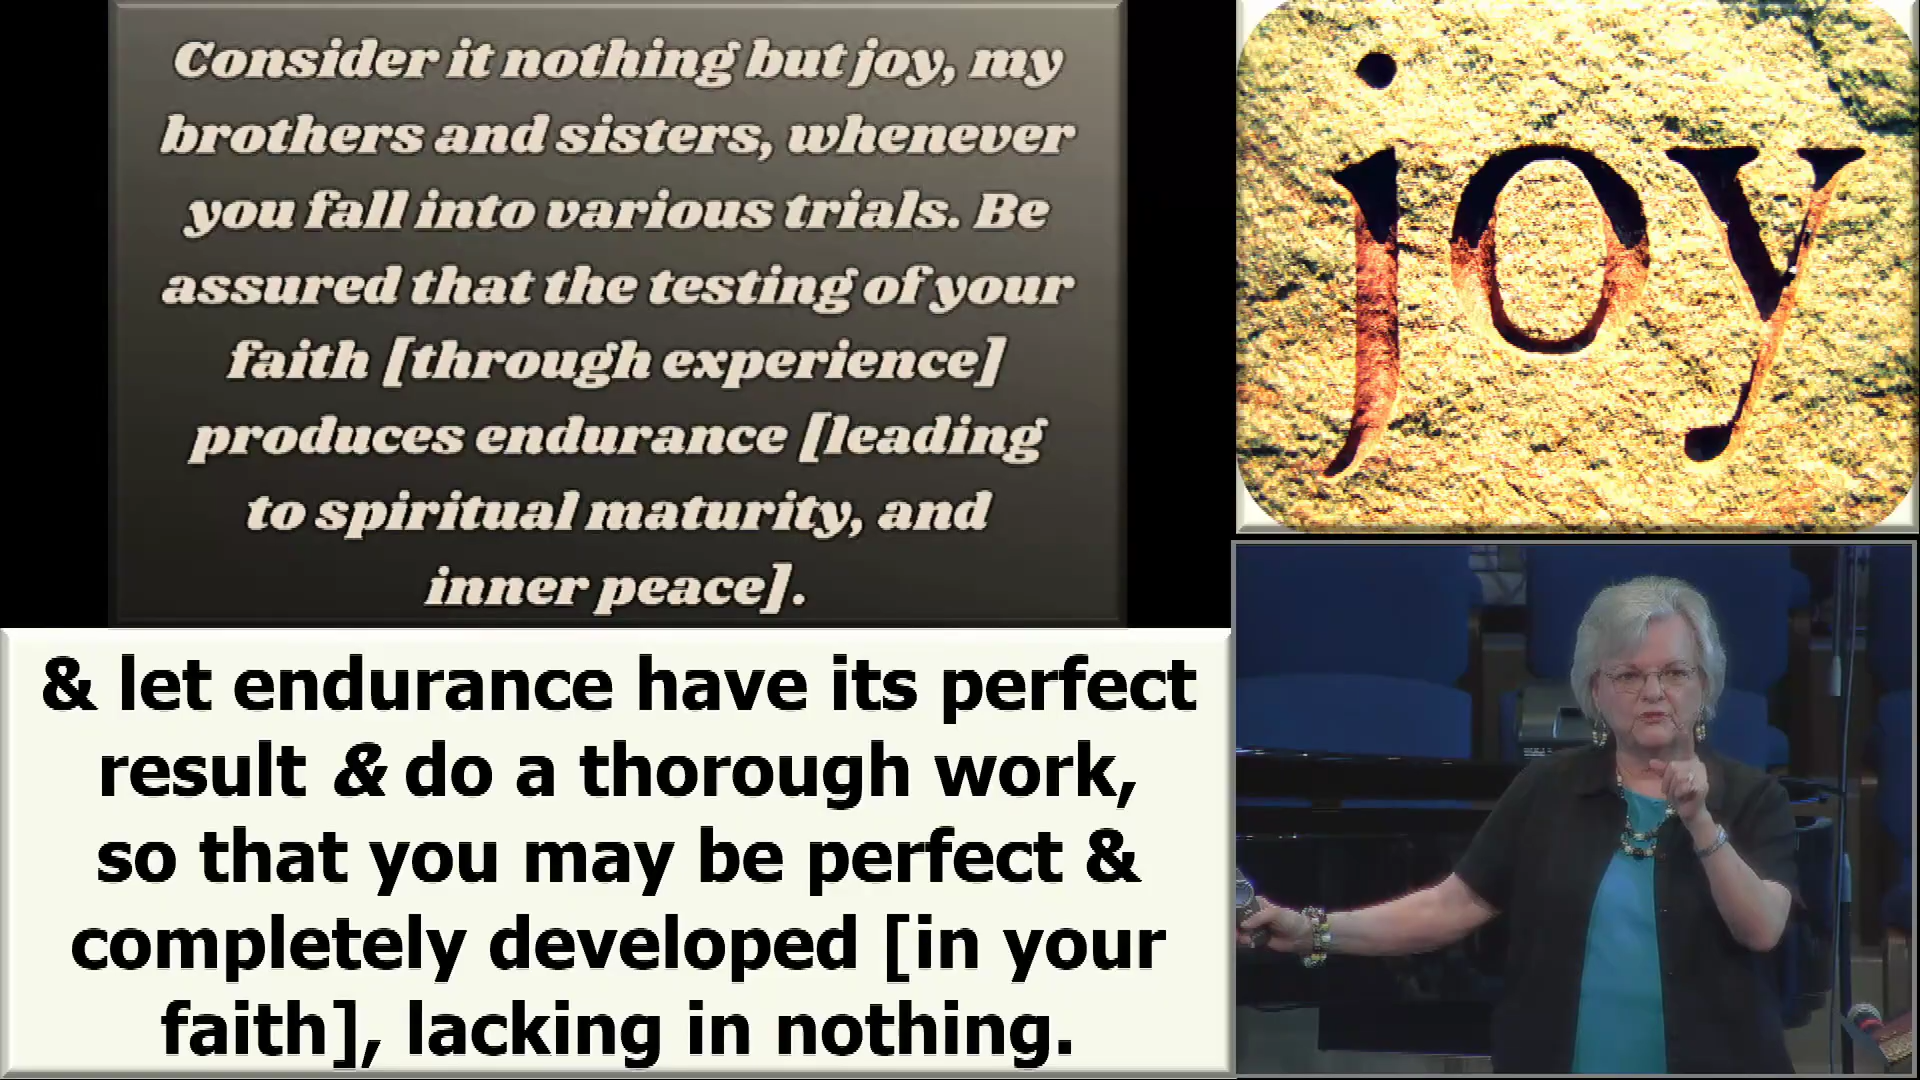 Consider it nothing but joy, my
brothers and sisters, whenever
you fall into various trials. Be
assured that the testing of your
faith [through experience]
produces endurance [leading
to spiritual maturity, and
inner peace].
& let endurance have its perfect
result & do a thorough work,
so that you may be perfect &
completely developed [in your
faith], lacking in nothing.
joy